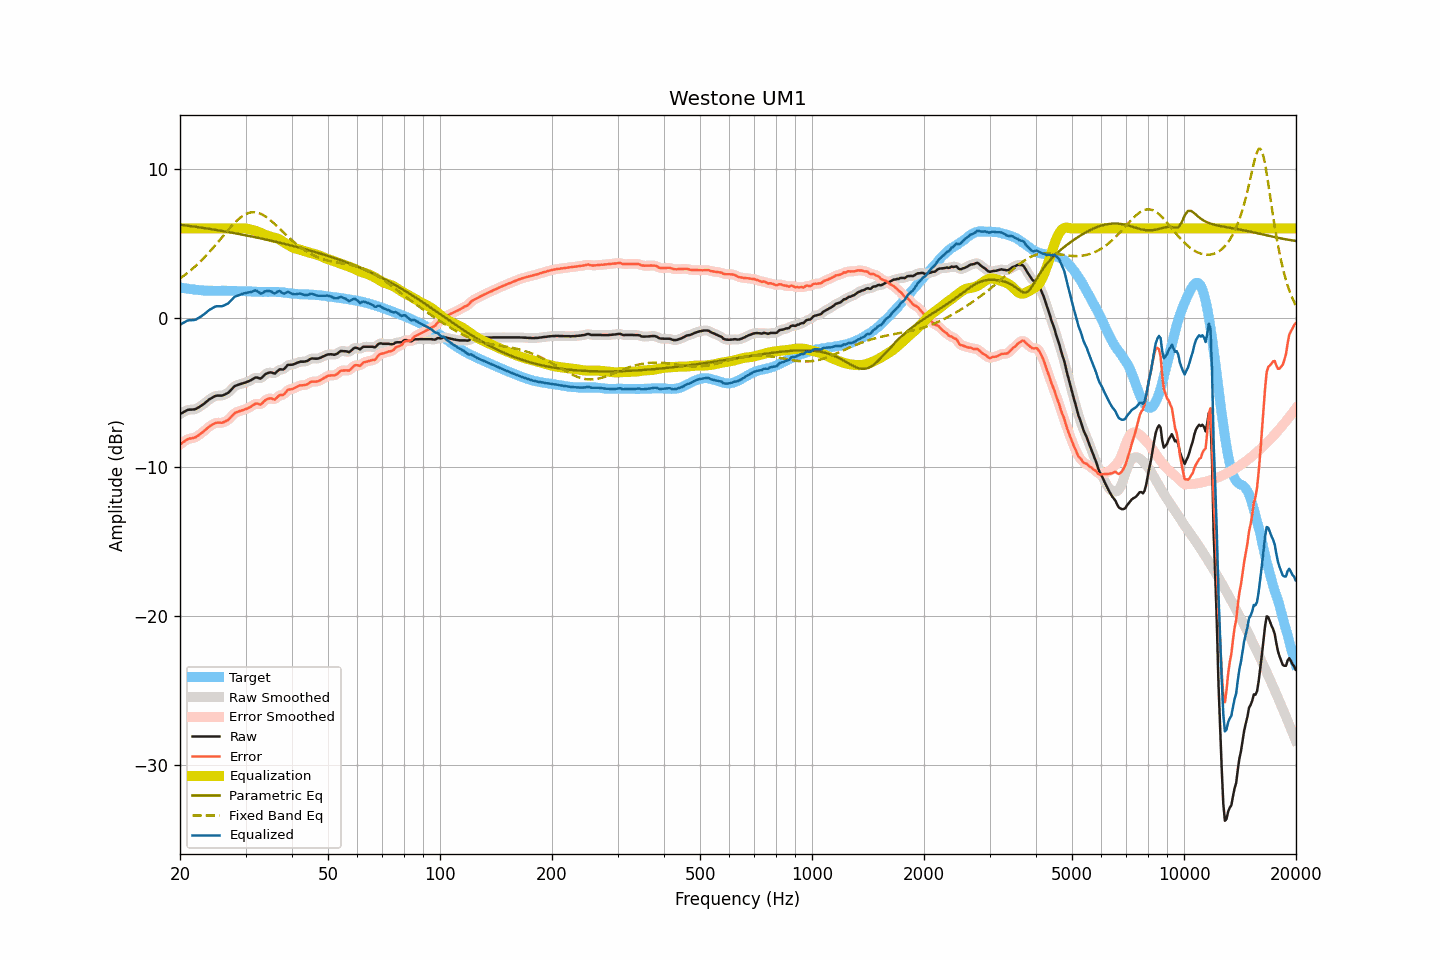 Westone UM1
Amplitude (dBr)
10
0
−10
−20
−30
Target
Raw Smoothed
Error Smoothed
Raw
Error
Equalization
Parametric Eq
Fixed Band Eq
Equalized
20 50 100 200 500 1000 2000 5000 10000 20000
Frequency (Hz)